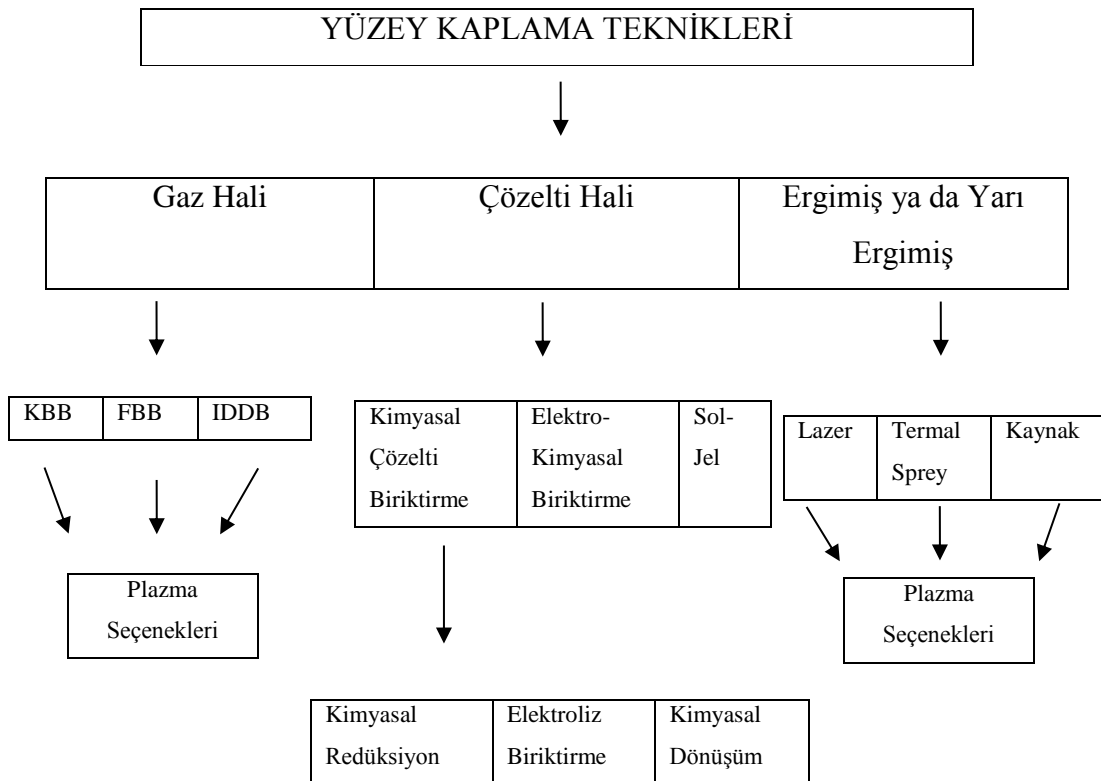 YÜZEY KAPLAMA TEKNİKLERİ
Gaz Hali
Çözelti Hali
Ergimiş ya da Yarı
Ergimiş
KBB
FBB
IDDB
Kimyasal
Çözelti
Biriktirme
Elektro-
Kimyasal
Biriktirme
Sol-
Jel
Lazer
Termal
Sprey
Kaynak
Plazma
Seçenekleri
Plazma
Seçenekleri
Kimyasal
Redüksiyon
Elektroliz
Biriktirme
Kimyasal
Dönüşüm